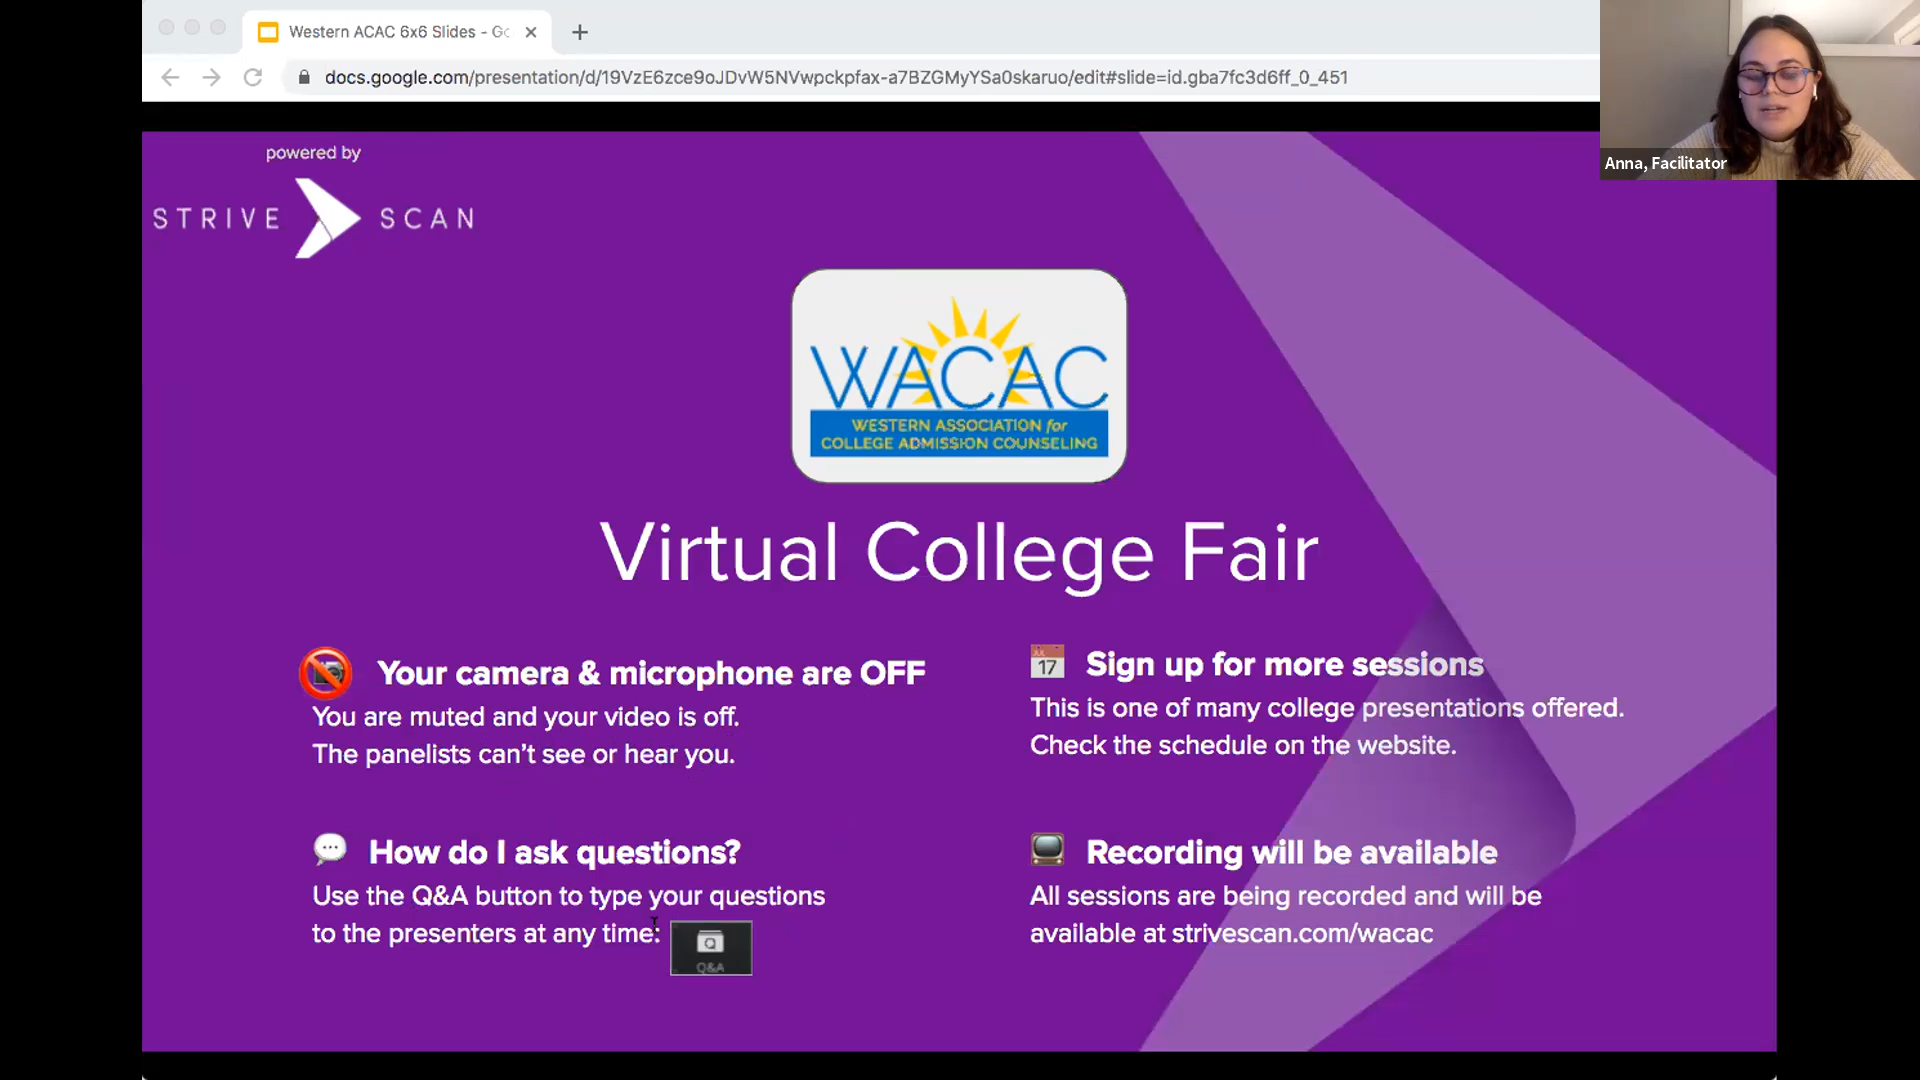 Western ACAC 6x6 Slides - Go
docs.google.com/presentation/d/19VzE6zce9oJDvW5NVwpckpfax-a7BZGMyYSa0skaruo/edit#slide=id.gba7fc3d6ff_0_451
Anna, Facilitator
powered by
STRIVE SCAN
WACAC
WESTERN ASSOCIATION for
COLLEGE ADMISSION COUNSELING
Virtual College Fair
Your camera & microphone are OFF
You are muted and your video is off.
The panelists can’t see or hear you.
JUL
17
Sign up for more sessions
This is one of many college presentations offered.
Check the schedule on the website.
How do I ask questions?
Use the Q&A button to type your questions
to the presenters at any time:
Q&A
Recording will be available
All sessions are being recorded and will be
available at strivescan.com/wacac